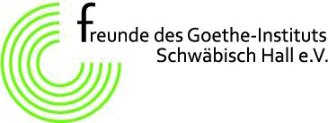 freunde des Goethe-Instituts
Schwäbisch Hall e.V.